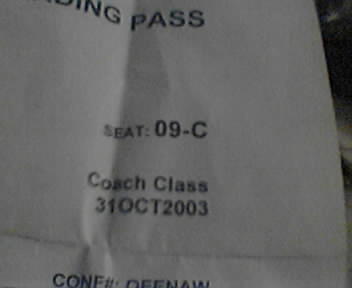 DING PASS
SEAT: 09-C
Coach Class
31OCT2003
CONF#: